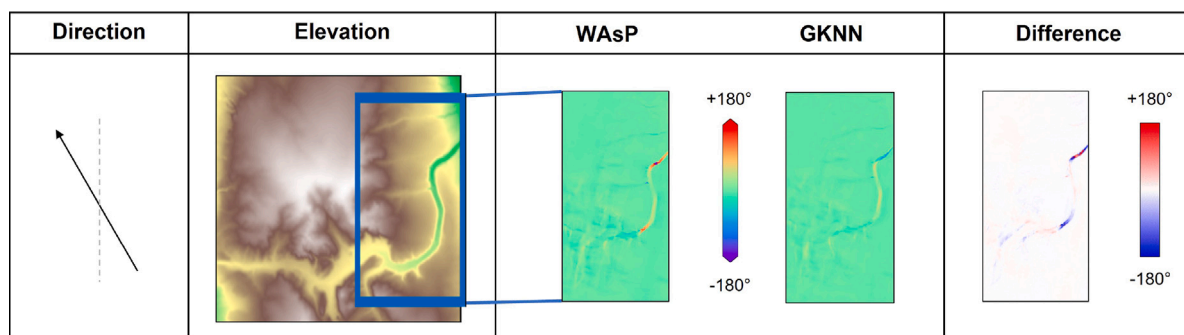 Direction
Elevation
WAsP
GKNN
Difference
+180°
-180°
+180°
-180°